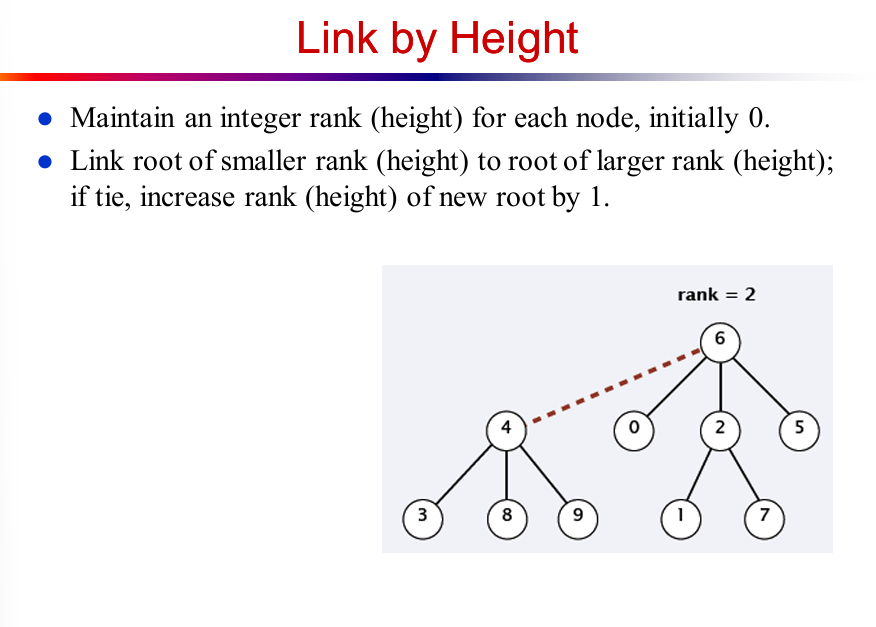 Link by Height
Maintain an integer rank (height) for each node, initially 0.
Link root of smaller rank (height) to root of larger rank (height);
if tie, increase rank (height) of new root by 1.
rank = 2
6
4 0 2 5
3 8 9 1 7